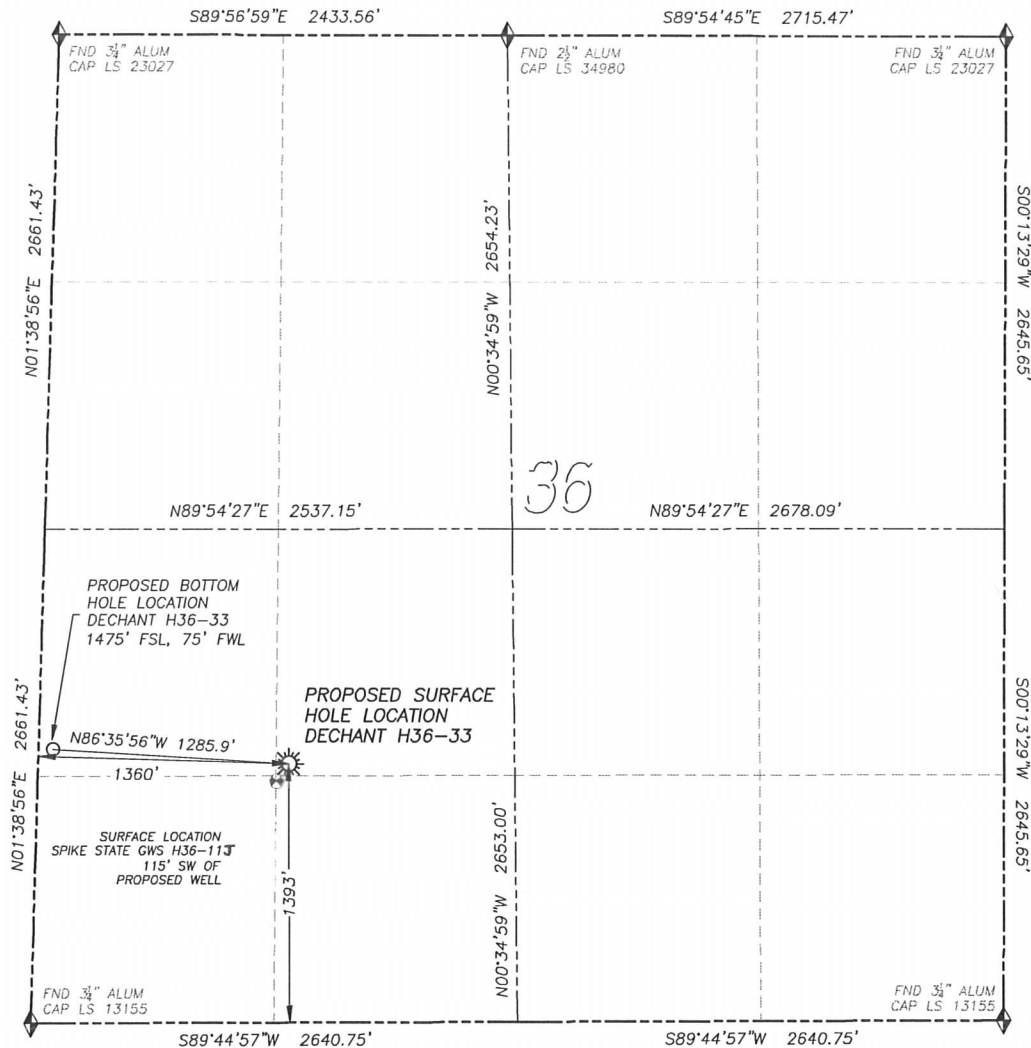 S89°56'59"E 2433.56'
S89°54'45"E 2715.47'
FND 3¼" ALUM
CAP LS 23027
FND 2½" ALUM
CAP LS 34980
FND 3¼" ALUM
CAP LS 23027
N01°38'56"E 2661.43'
N00°34'59"W 2654.23'
S00°13'29"W 2645.65'
36
N89°54'27"E 2537.15'
N89°54'27"E 2678.09'
PROPOSED BOTTOM
HOLE LOCATION
DECHANT H36-33
1475' FSL, 75' FWL
PROPOSED SURFACE
HOLE LOCATION
DECHANT H36-33
N86°35'56"W 1285.9'
1360'
N01°38'56"E 2661.43'
SURFACE LOCATION
SPIKE STATE GWS H36-11J
115' SW OF
PROPOSED WELL
1393'
N00°34'59"W 2653.00'
S00°13'29"W 2645.65'
FND 3¼" ALUM
CAP LS 13155
FND 3¼" ALUM
CAP LS 13155
S89°44'57"W 2640.75'
S89°44'57"W 2640.75'